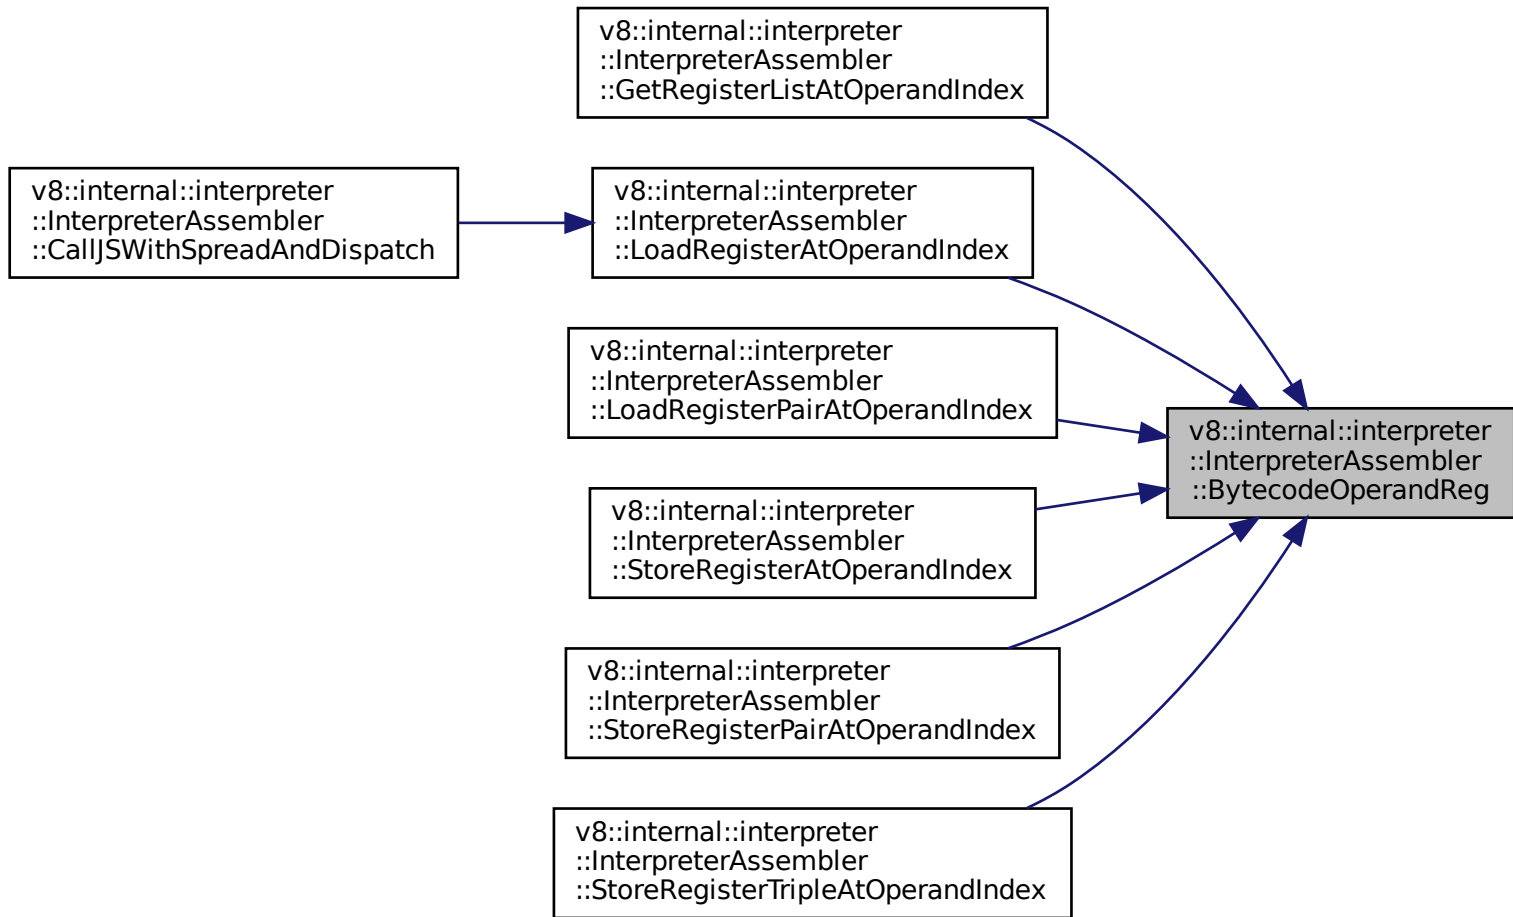 v8::internal::interpreter
::InterpreterAssembler
::GetRegisterListAtOperandIndex
v8::internal::interpreter
::InterpreterAssembler
::CallJSWithSpreadAndDispatch
v8::internal::interpreter
::InterpreterAssembler
::LoadRegisterAtOperandIndex
v8::internal::interpreter
::InterpreterAssembler
::LoadRegisterPairAtOperandIndex
v8::internal::interpreter
::InterpreterAssembler
::BytecodeOperandReg
v8::internal::interpreter
::InterpreterAssembler
::StoreRegisterAtOperandIndex
v8::internal::interpreter
::InterpreterAssembler
::StoreRegisterPairAtOperandIndex
v8::internal::interpreter
::InterpreterAssembler
::StoreRegisterTripleAtOperandIndex